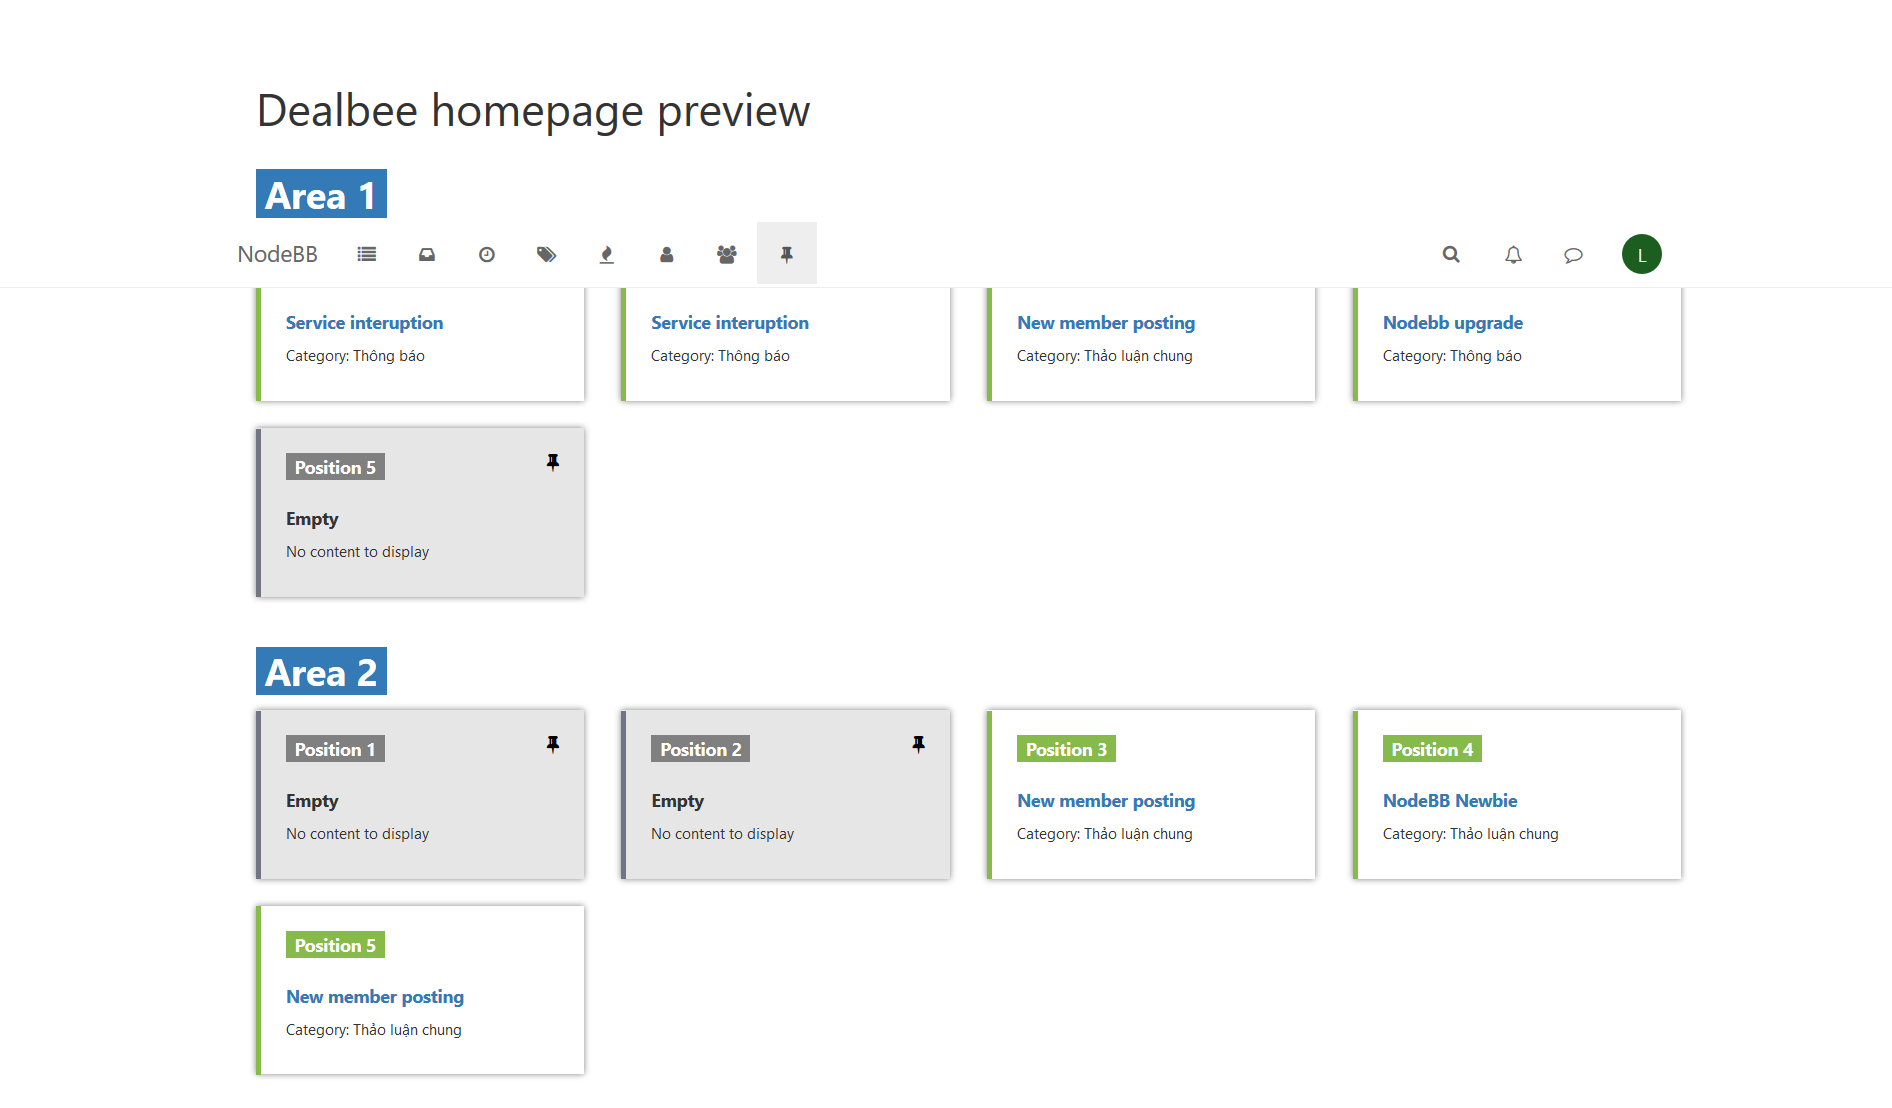 Dealbee homepage preview
Area 1
NodeBB
L
Service interuption
Category: Thông báo
Service interuption
Category: Thông báo
New member posting
Category: Thảo luận chung
Nodebb upgrade
Category: Thông báo
Position 5
Empty
No content to display
Area 2
Position 1
Empty
No content to display
Position 2
Empty
No content to display
Position 3
New member posting
Category: Thảo luận chung
Position 4
NodeBB Newbie
Category: Thảo luận chung
Position 5
New member posting
Category: Thảo luận chung